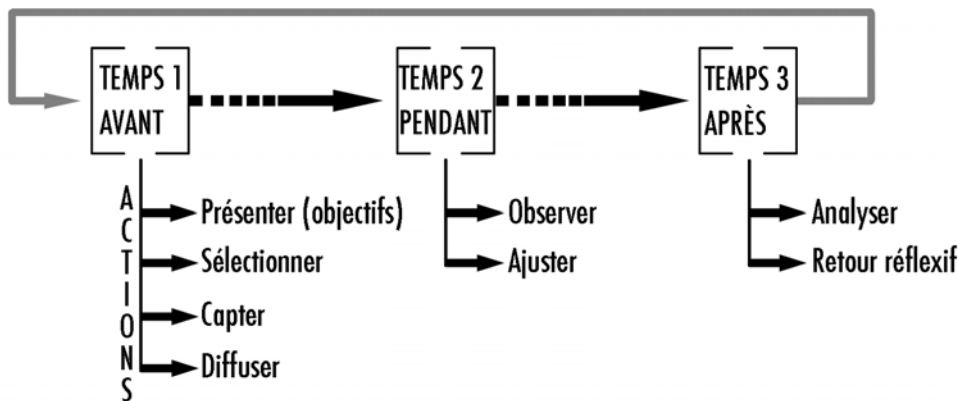 TEMPS 1
AVANT
TEMPS 2
PENDANT
TEMPS 3
APRÈS
ACTIONS
Présenter (objectifs)
Sélectionner
Capter
Diffuser
Observer
Ajuster
Analyser
Retour réflexif